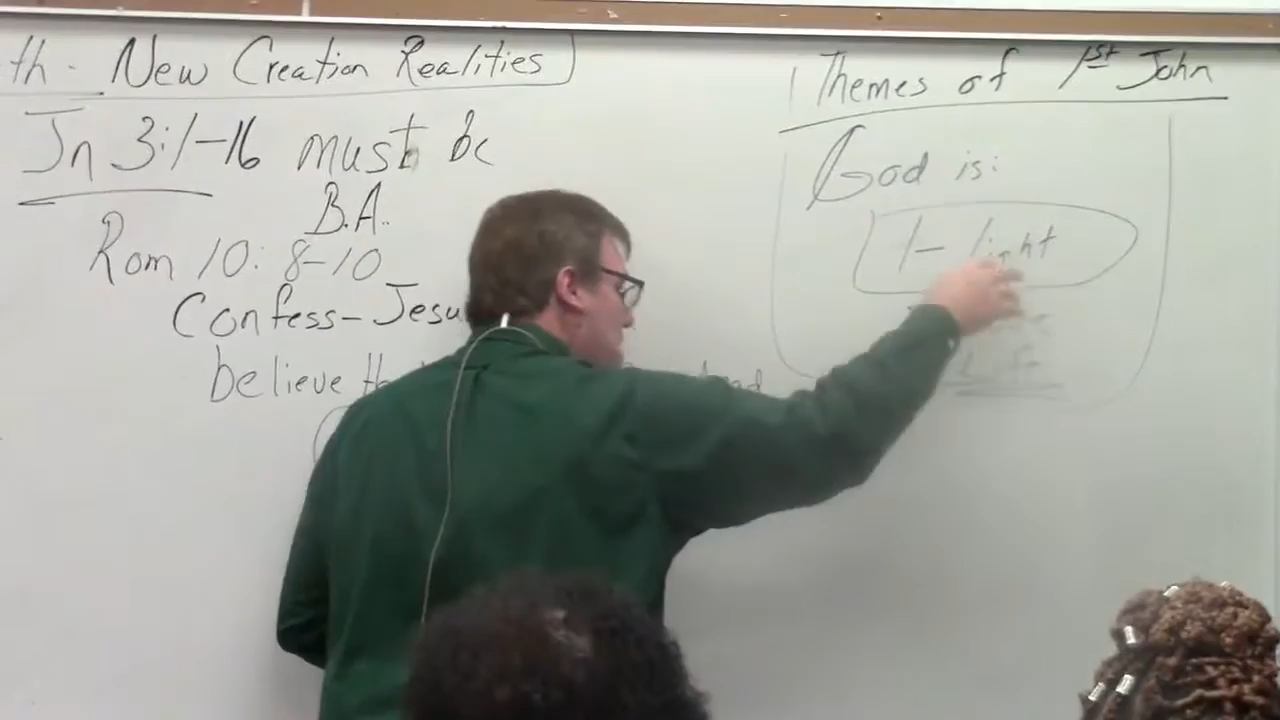 th - New Creation Realities
Jn 3:1-16 must be
B.A.
Rom 10: 8-10
Confess - Jesu
believe
Themes of 1st John
God is:
1 - light